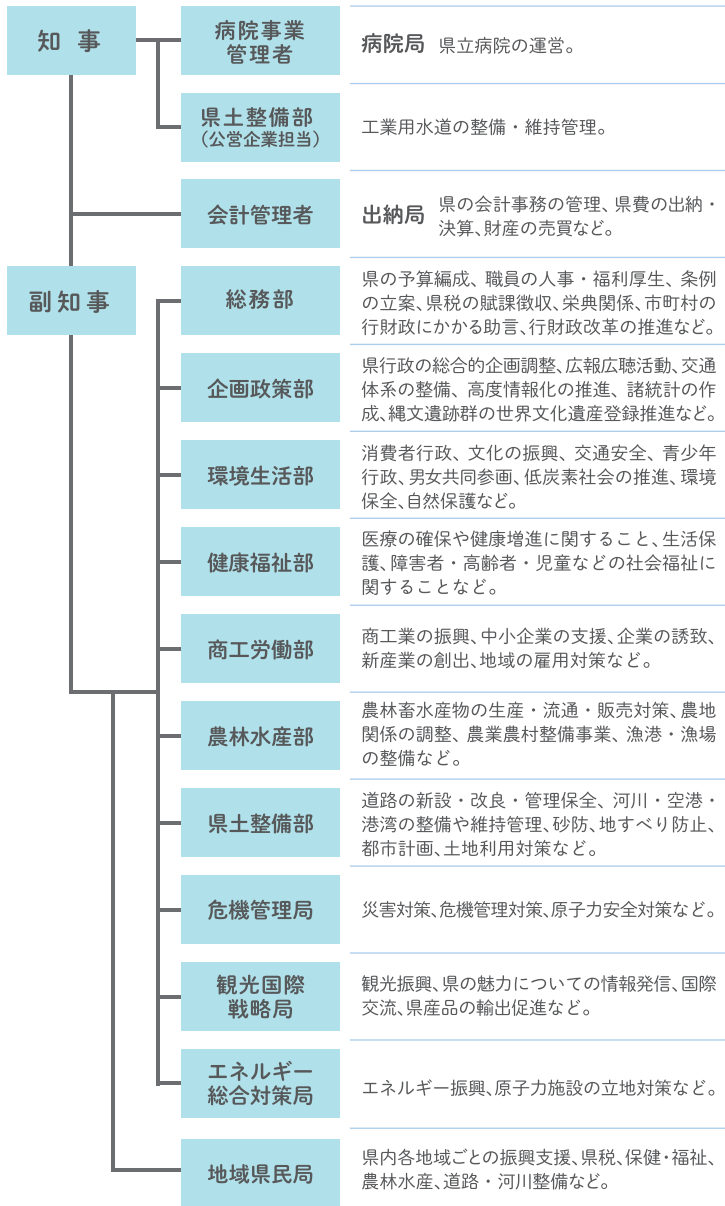 知 事
病院事業
管理者
病院局 県立病院の運営。
県土整備部
（公営企業担当）
工業用水道の整備・維持管理。
会計管理者
出納局
県の会計事務の管理、県費の出納・
決算、財産の売買など。
副知事
総務部
県の予算編成、職員の人事・福利厚生、条例
の立案、県税の賦課徴収、栄典関係、市町村の
行財政にかかる助言、行財政改革の推進など。
企画政策部
県行政の総合的企画調整、広報広聴活動、交通
体系の整備、高度情報化の推進、諸統計の作
成、縄文遺跡群の世界文化遺産登録推進など。
環境生活部
消費者行政、文化の振興、交通安全、青少年
行政、男女共同参画、低炭素社会の推進、環境
保全、自然保護など。
健康福祉部
医療の確保や健康増進に関すること、生活保
護、障害者・高齢者・児童などの社会福祉に
関することなど。
商工労働部
商工業の振興、中小企業の支援、企業の誘致、
新産業の創出、地域の雇用対策など。
農林水産部
農林畜水産物の生産・流通・販売対策、農地
関係の調整、農業農村整備事業、漁港・漁場
の整備など。
県土整備部
道路の新設・改良・管理保全、河川・空港・
港湾の整備や維持管理、砂防、地すべり防止、
都市計画、土地利用対策など。
危機管理局
災害対策、危機管理対策、原子力安全対策など。
観光国際
戦略局
観光振興、県の魅力についての情報発信、国際
交流、県産品の輸出促進など。
エネルギー
総合対策局
エネルギー振興、原子力施設の立地対策など。
地域県民局
県内各地域ごとの振興支援、県税、保健・福祉、
農林水産、道路・河川整備など。